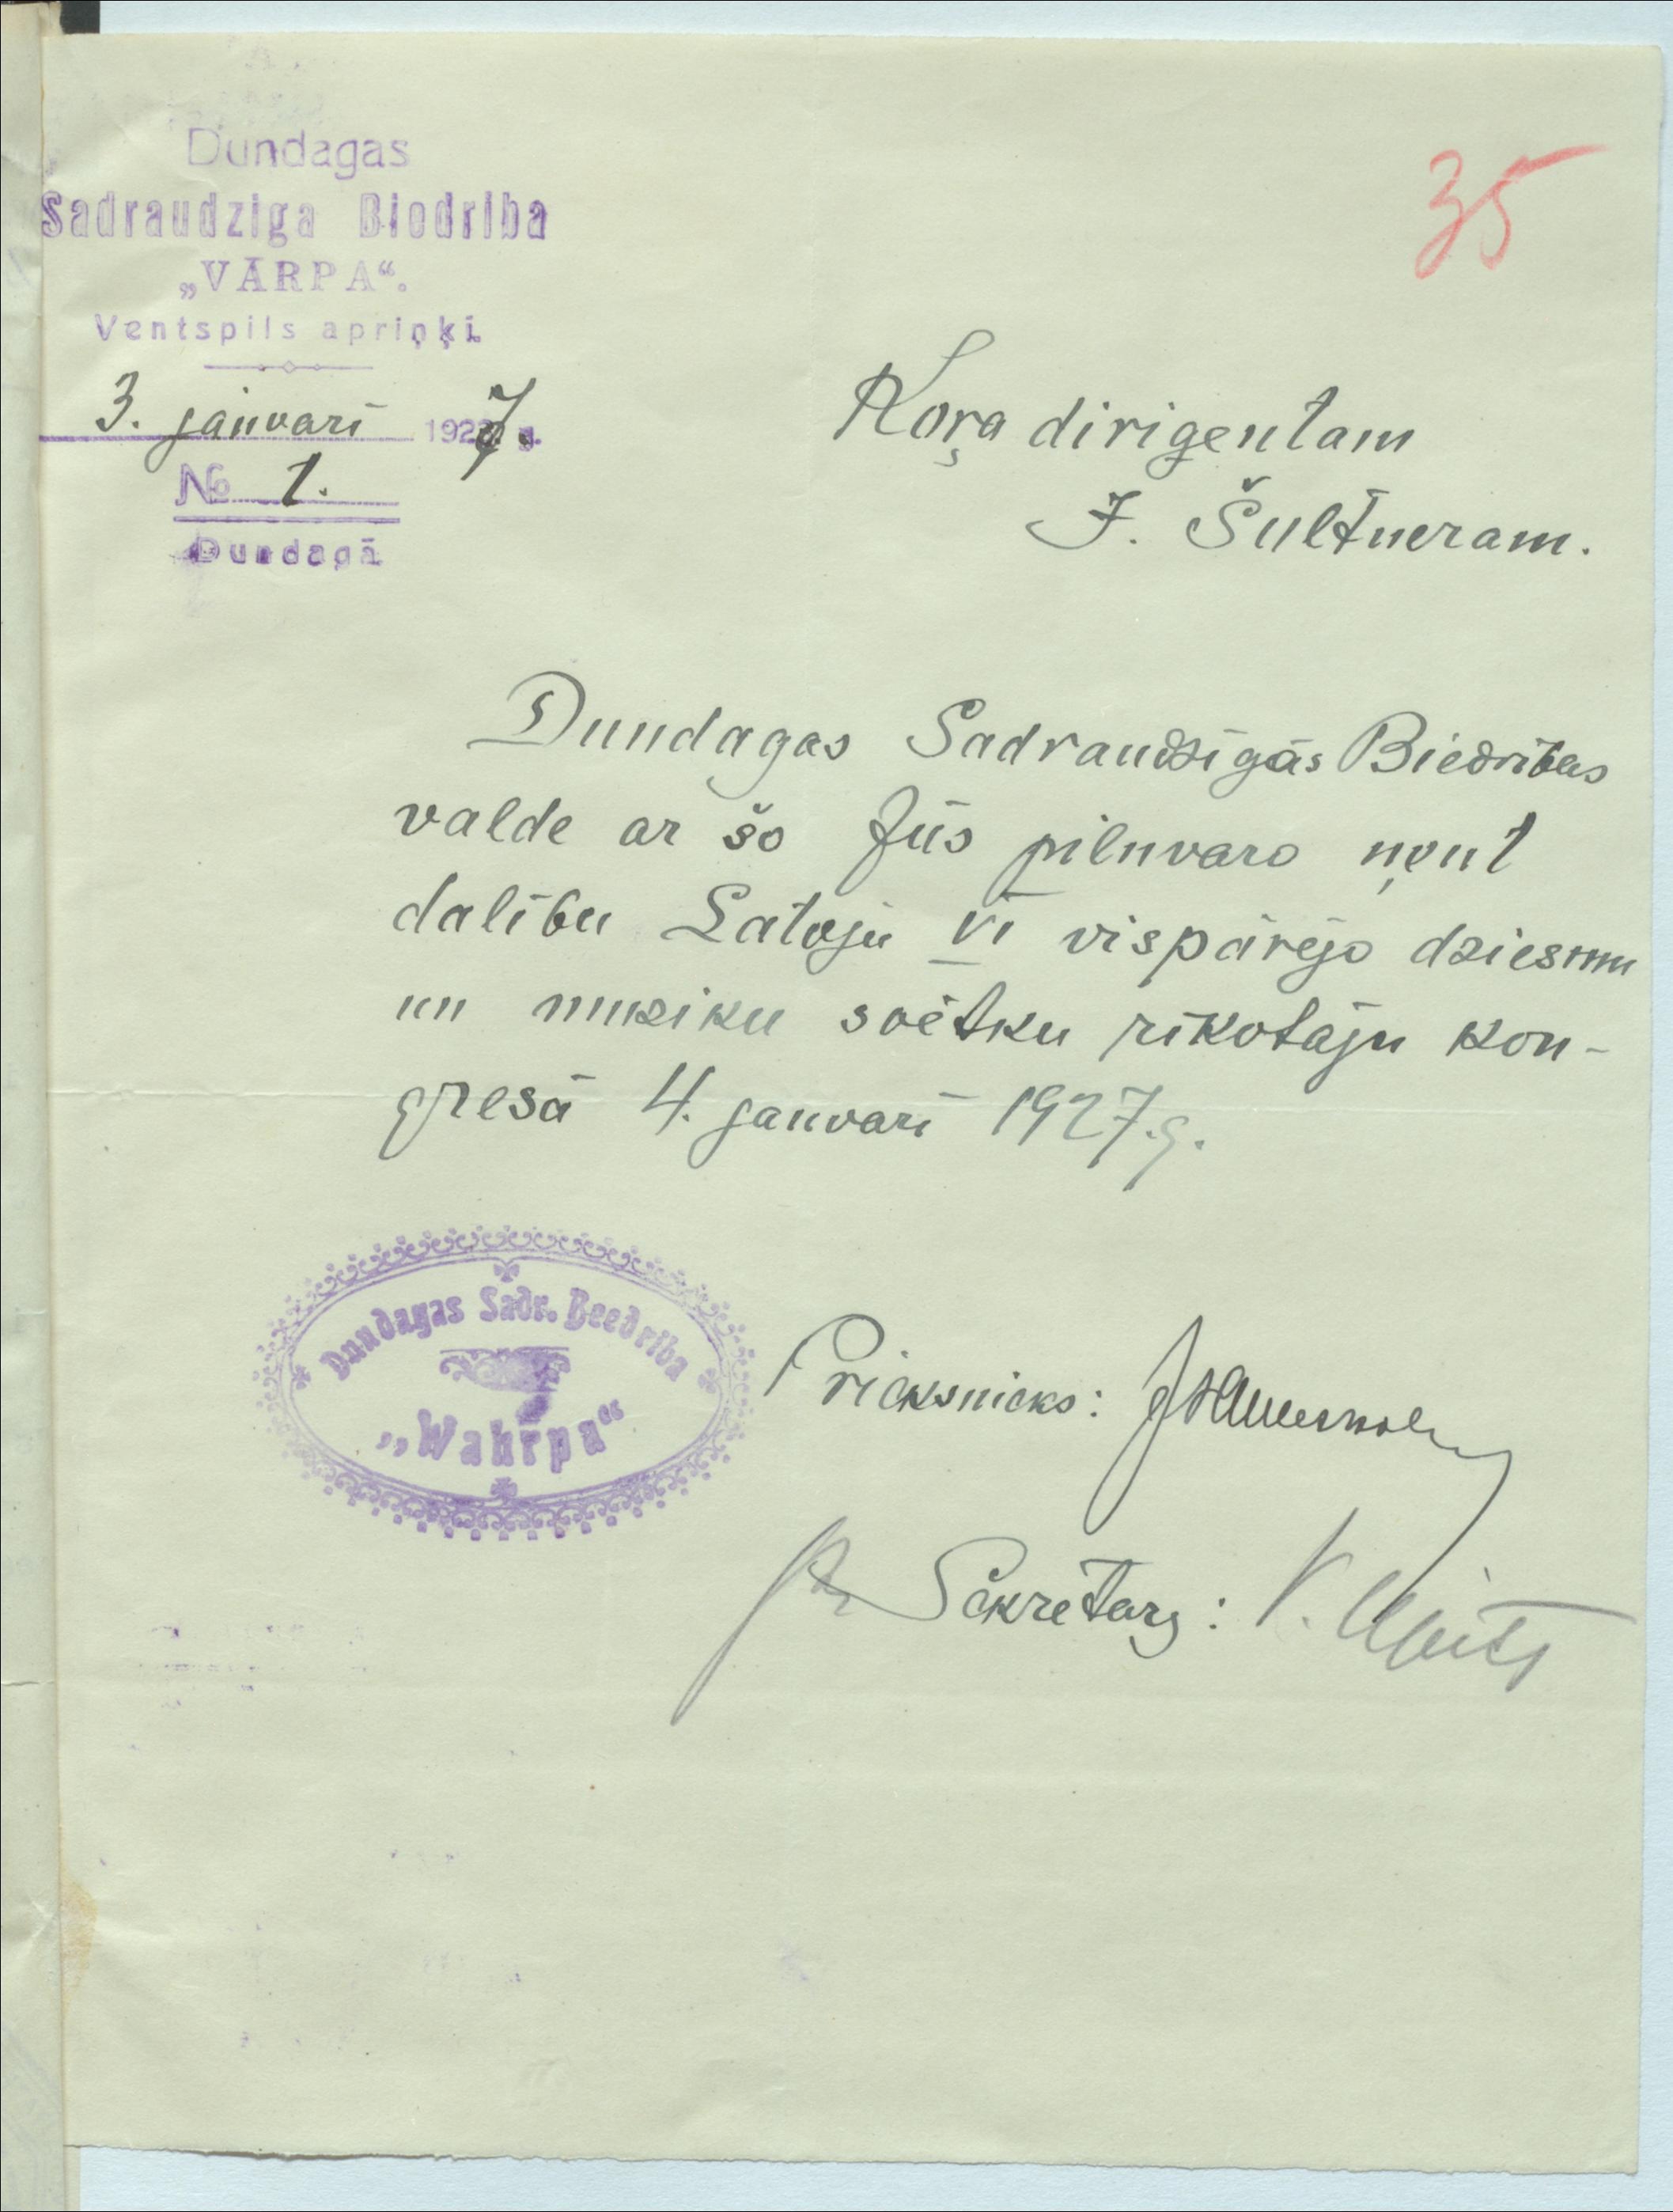 Dundagas
Sadraudziga Biedriba
„VĀRPA“.
Ventspils apriņķī.
3. janvarī 1927. g.
№ 1.
Dundagā
35
Koŗa dirigentam
J. Šultneram.
Dundagas Sadraudzīgās Biedrības
valde ar šo Jūs pilnvaro ņemt
dalību Latvju VI vispārējo dziesmu
un muziku svētku rīkotāju kon-
gresā 4. janvarī 1927. g.
Dundagas Sadr. Beedriba
„Wahrpa“
Priekšnieks:
Sekretars: V.